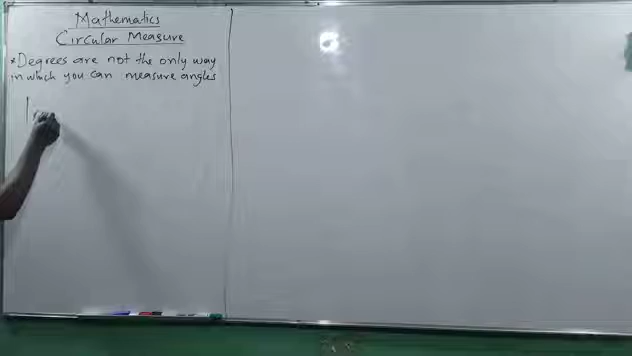 Mathematics
Circular Measure
* Degrees are not the only way
in which you can measure angles